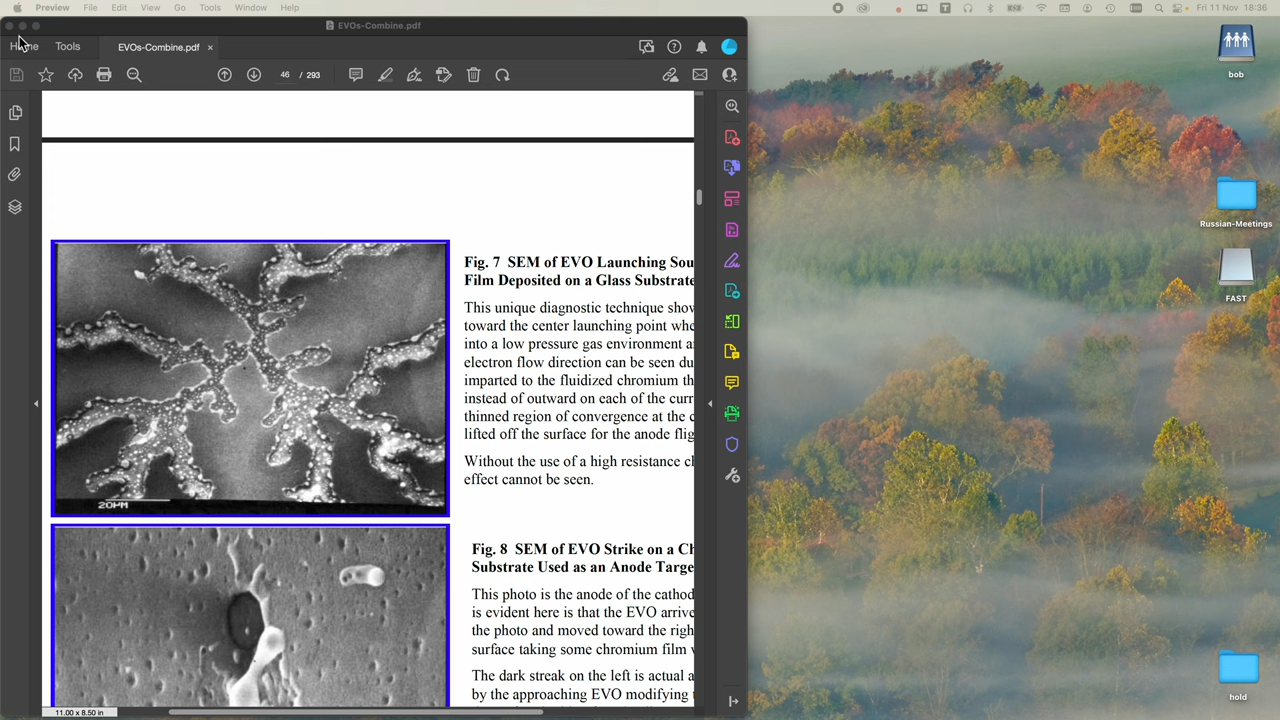 Preview File Edit View Go Tools Window Help
Fri 11 Nov 18:36
EVOs-Combine.pdf
Tools
EVOs-Combine.pdf ×
46 / 293
Fig. 7 SEM of EVO Launching Sou
Film Deposited on a Glass Substrate
This unique diagnostic technique show
toward the center launching point whe
into a low pressure gas environment a
electron flow direction can be seen du
imparted to the fluidized chromium th
instead of outward on each of the curr
thinned region of convergence at the c
lifted off the surface for the anode flig
Without the use of a high resistance ch
effect cannot be seen.
20µM
Fig. 8 SEM of EVO Strike on a Ch
Substrate Used as an Anode Targe
This photo is the anode of the cathod
is evident here is that the EVO arrive
the photo and moved toward the righ
surface taking some chromium film w
The dark streak on the left is actual a
by the approaching EVO modifying
11.00 x 8.50 in
bob
Russian-Meetings
FAST
hold